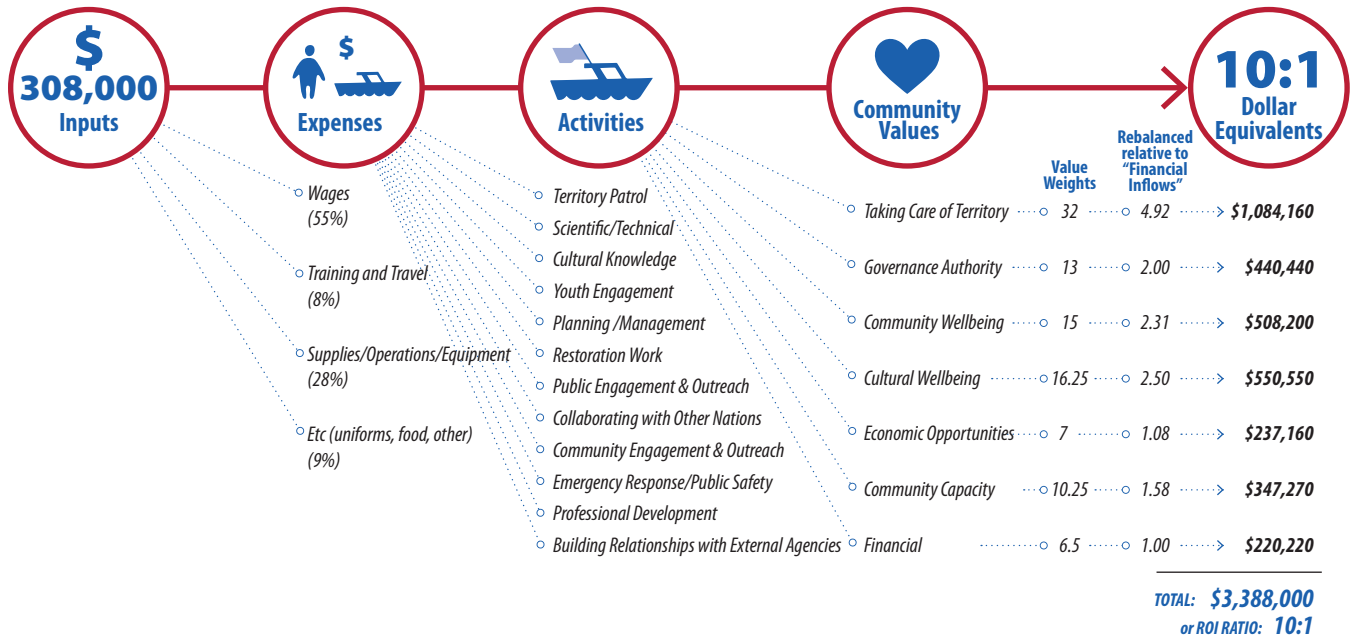 $
308,000
Inputs
$
Expenses
Activities
Community
Values
10:1
Dollar
Equivalents
Wages
(55%)
Training and Travel
(8%)
Supplies/Operations/Equipment
(28%)
Etc (uniforms, food, other)
(9%)
Territory Patrol
Scientific/Technical
Cultural Knowledge
Youth Engagement
Planning /Management
Restoration Work
Public Engagement & Outreach
Collaborating with Other Nations
Community Engagement & Outreach
Emergency Response/Public Safety
Professional Development
Building Relationships with External Agencies
Value
Weights
Rebalanced
relative to
“Financial
Inflows”
Taking Care of Territory 32 4.92 $1,084,160
Governance Authority 13 2.00 $440,440
Community Wellbeing 15 2.31 $508,200
Cultural Wellbeing 16.25 2.50 $550,550
Economic Opportunities 7 1.08 $237,160
Community Capacity 10.25 1.58 $347,270
Financial 6.5 1.00 $220,220
TOTAL: $3,388,000
or ROI RATIO: 10:1